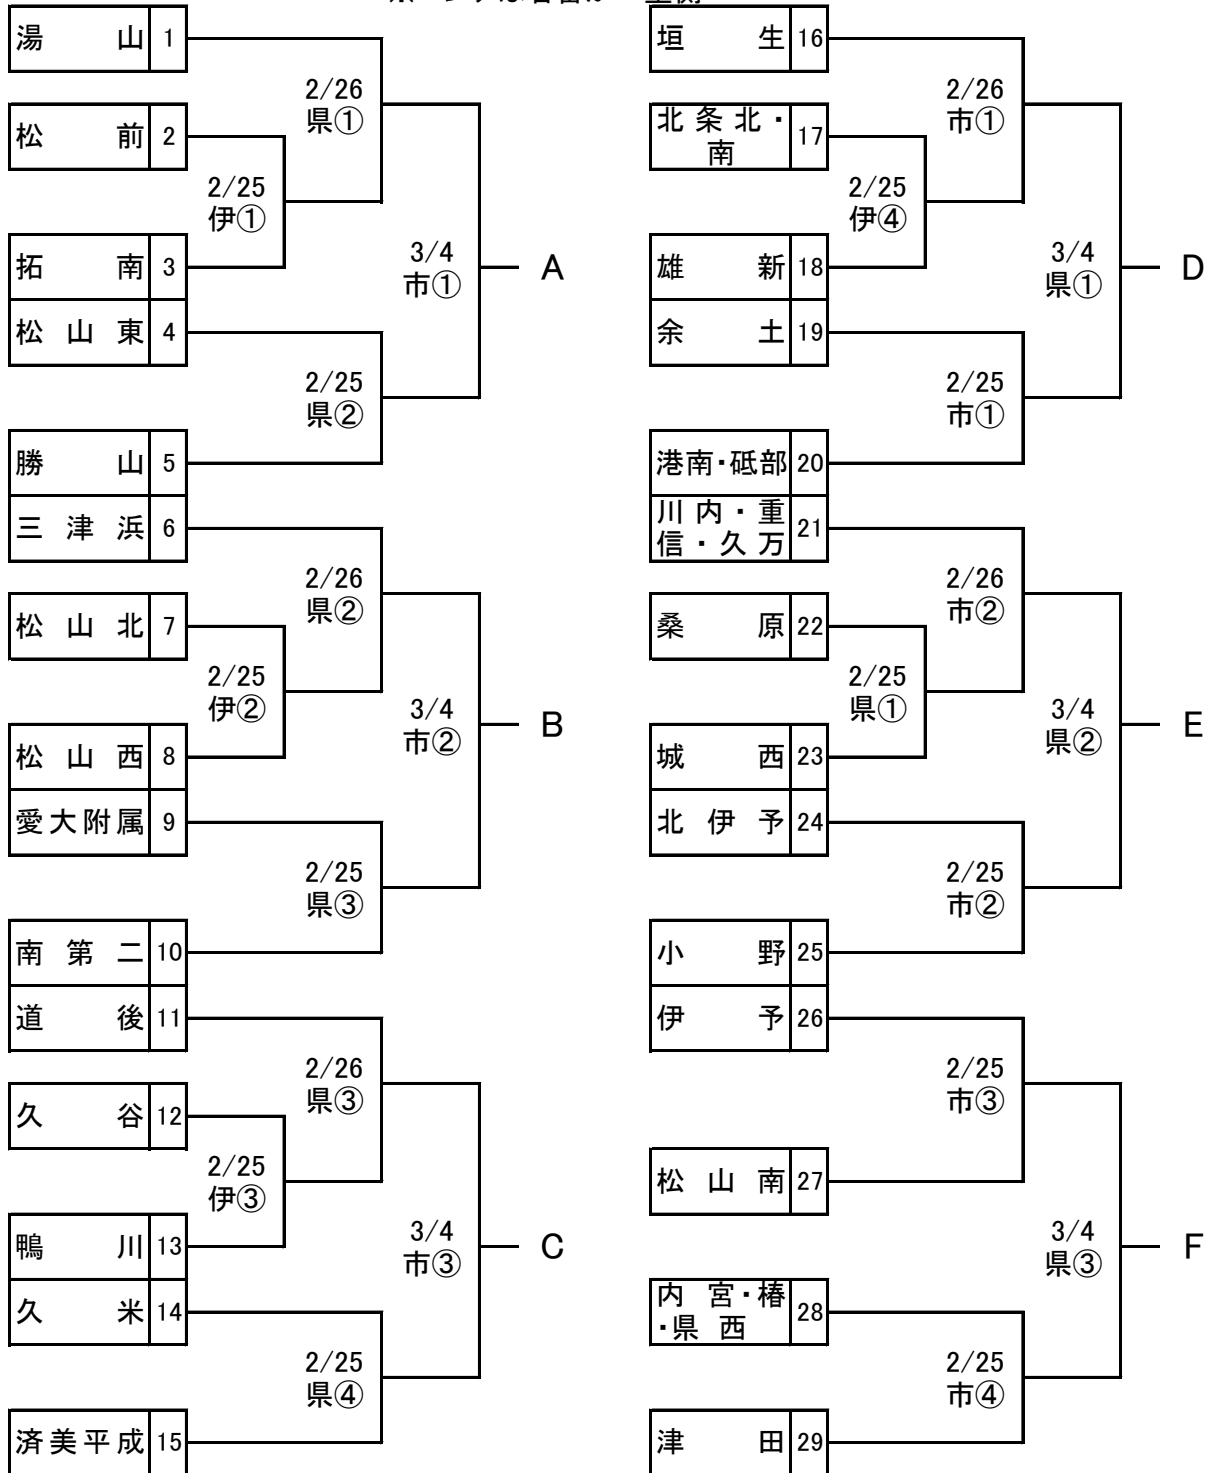 湯山 1
2/26
県①
松前 2
2/25
伊①
拓南 3
3/4
市①
A
松山東 4
2/25
県②
勝山 5
三津浜 6
2/26
県②
松山北 7
2/25
伊②
3/4
市②
B
松山西 8
愛大附属 9
2/25
県③
南第二 10
道後 11
2/26
県③
久谷 12
2/25
伊③
鴨川 13
3/4
市③
C
久米 14
2/25
県④
済美平成 15
垣生 16
2/26
市①
北条北・
南 17
2/25
伊④
雄新 18
3/4
県①
D
余土 19
2/25
市①
港南・砥部 20
川内・重
信・久万 21
2/26
市②
桑原 22
2/25
県①
3/4
県②
E
城西 23
北伊予 24
2/25
市②
小野 25
伊予 26
2/25
市③
松山南 27
3/4
県③
F
内宮・椿
・県西 28
2/25
市④
津田 29